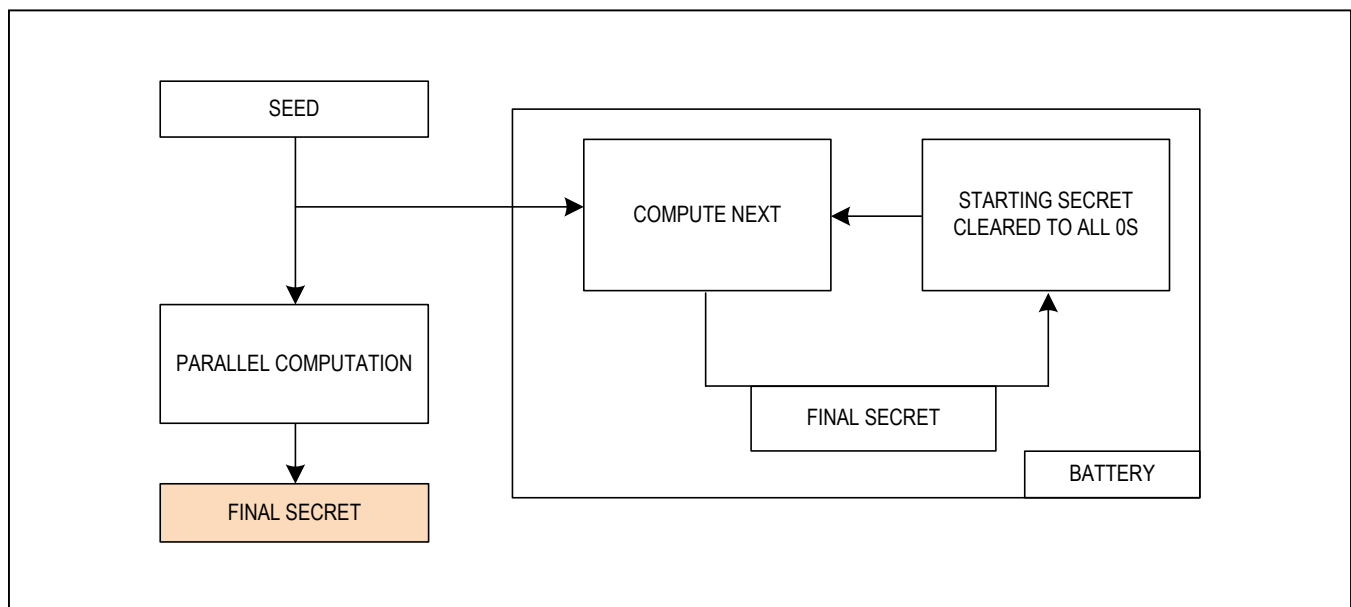 SEED
COMPUTE NEXT
STARTING SECRET
CLEARED TO ALL 0S
PARALLEL COMPUTATION
FINAL SECRET
BATTERY
FINAL SECRET